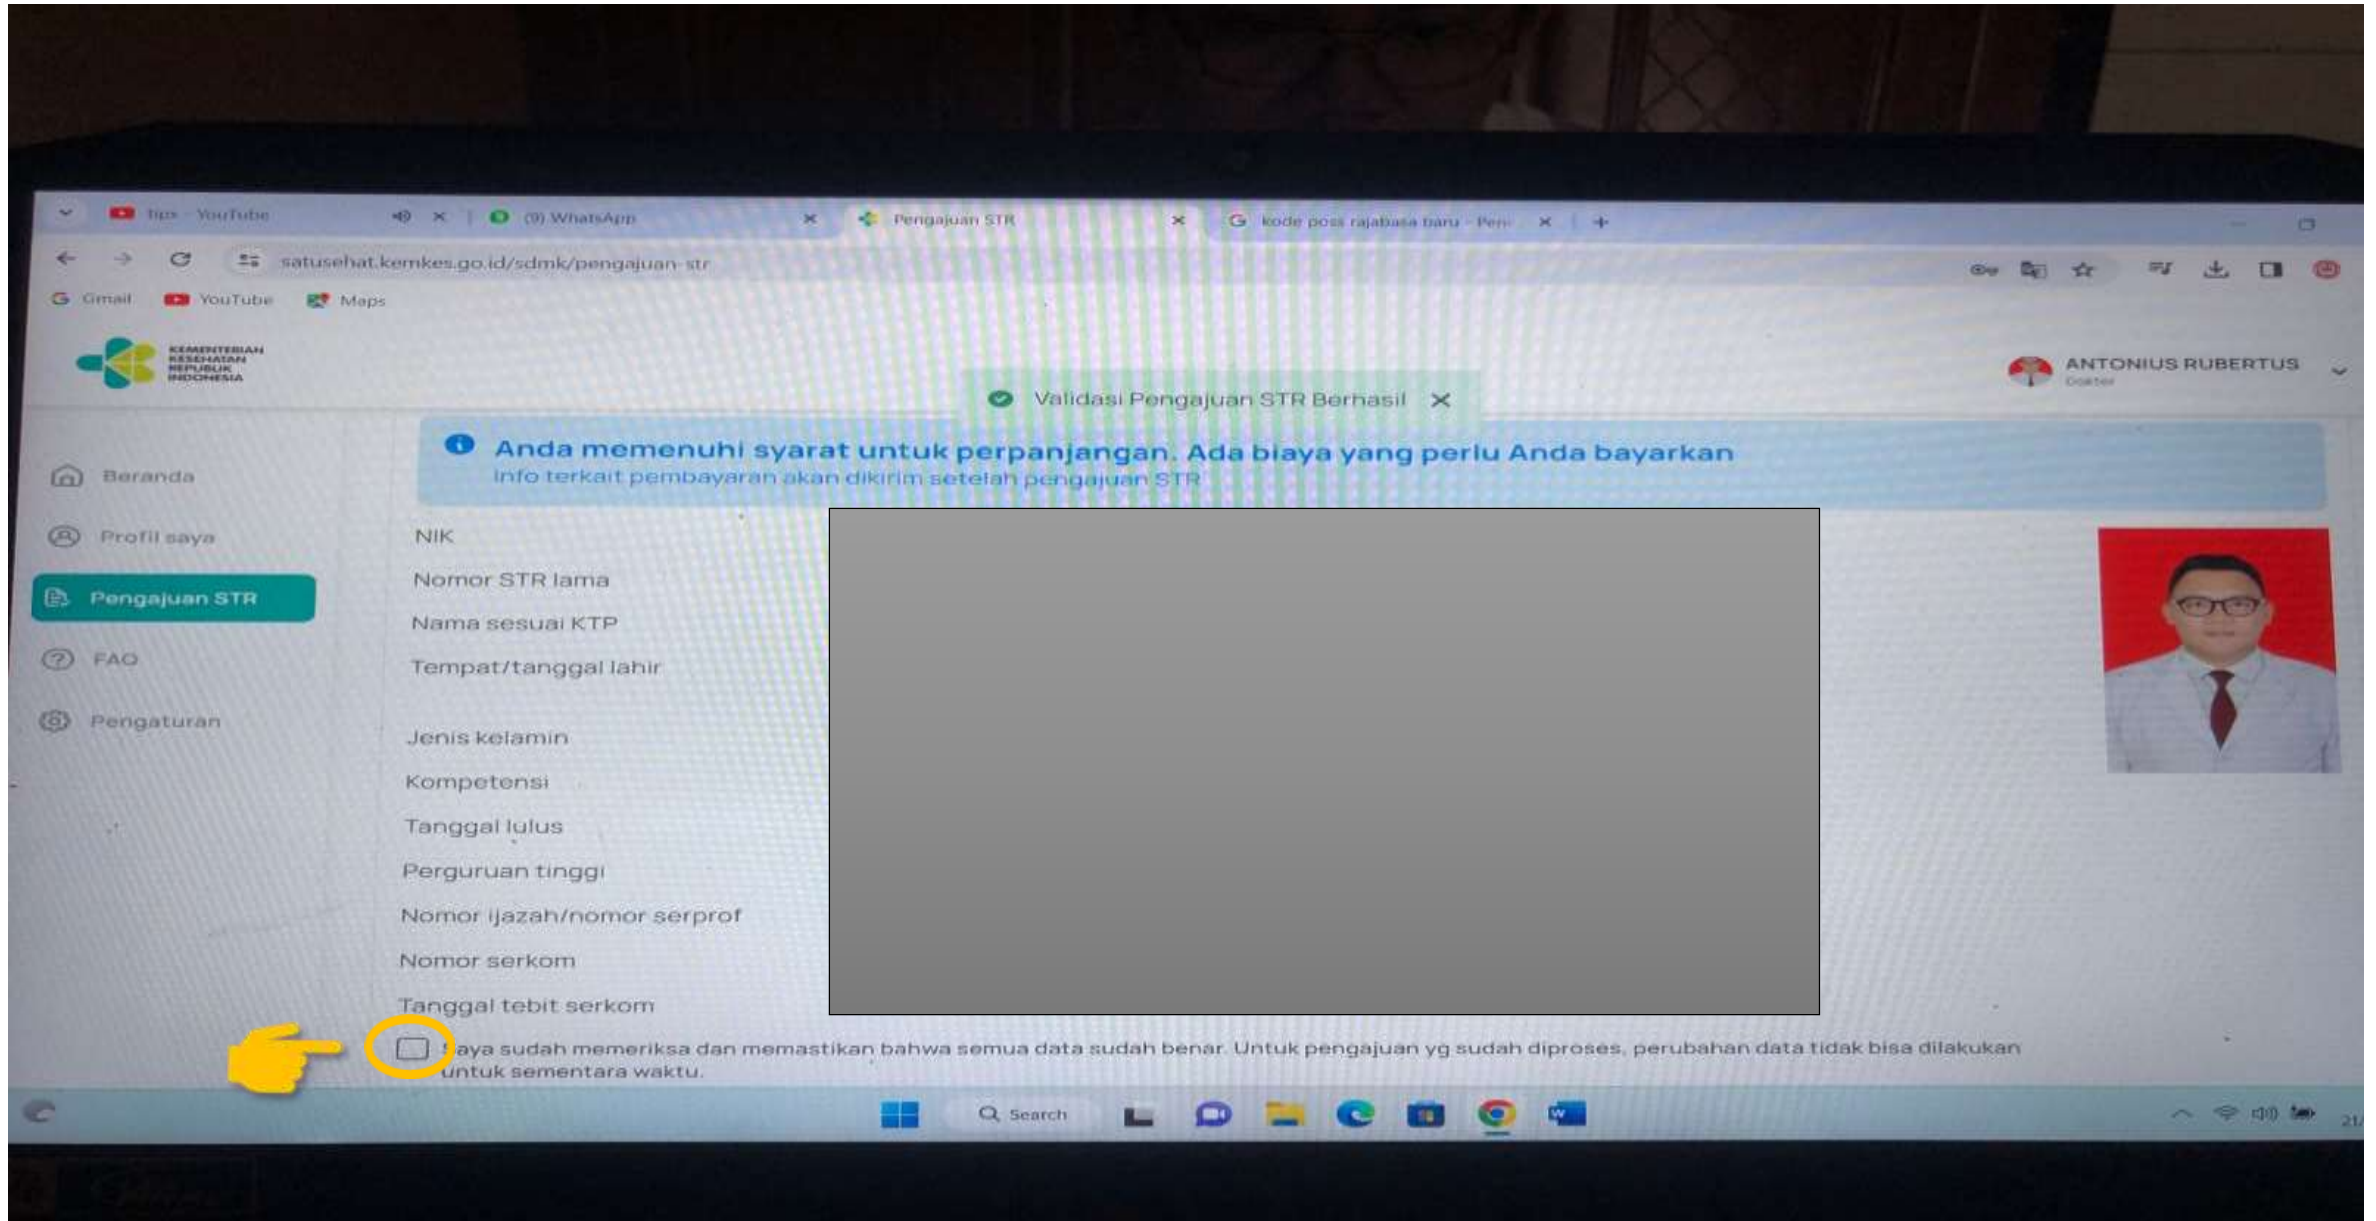 Tips - YouTube
(9) WhatsApp
Pengajuan STR
kode poss rajabasa baru - Pen
satusehat.kemkes.go.id/sdmk/pengajuan-str
Gmail
YouTube
Maps
KEMENTERIAN
KESEHATAN
REPUBLIK
INDONESIA
ANTONIUS RUBERTUS
Dokter
Validasi Pengajuan STR Berhasil
Anda memenuhi syarat untuk perpanjangan. Ada biaya yang perlu Anda bayarkan
Info terkait pembayaran akan dikirim setelah pengajuan STR
Beranda
Profil saya
Pengajuan STR
FAQ
Pengaturan
NIK
Nomor STR lama
Nama sesuai KTP
Tempat/tanggal lahir
Jenis kelamin
Kompetensi
Tanggal lulus
Perguruan tinggi
Nomor ijazah/nomor serprof
Nomor serkom
Tanggal tebit serkom
Saya sudah memeriksa dan memastikan bahwa semua data sudah benar. Untuk pengajuan yg sudah diproses, perubahan data tidak bisa dilakukan
untuk sementara waktu.
Search
21/